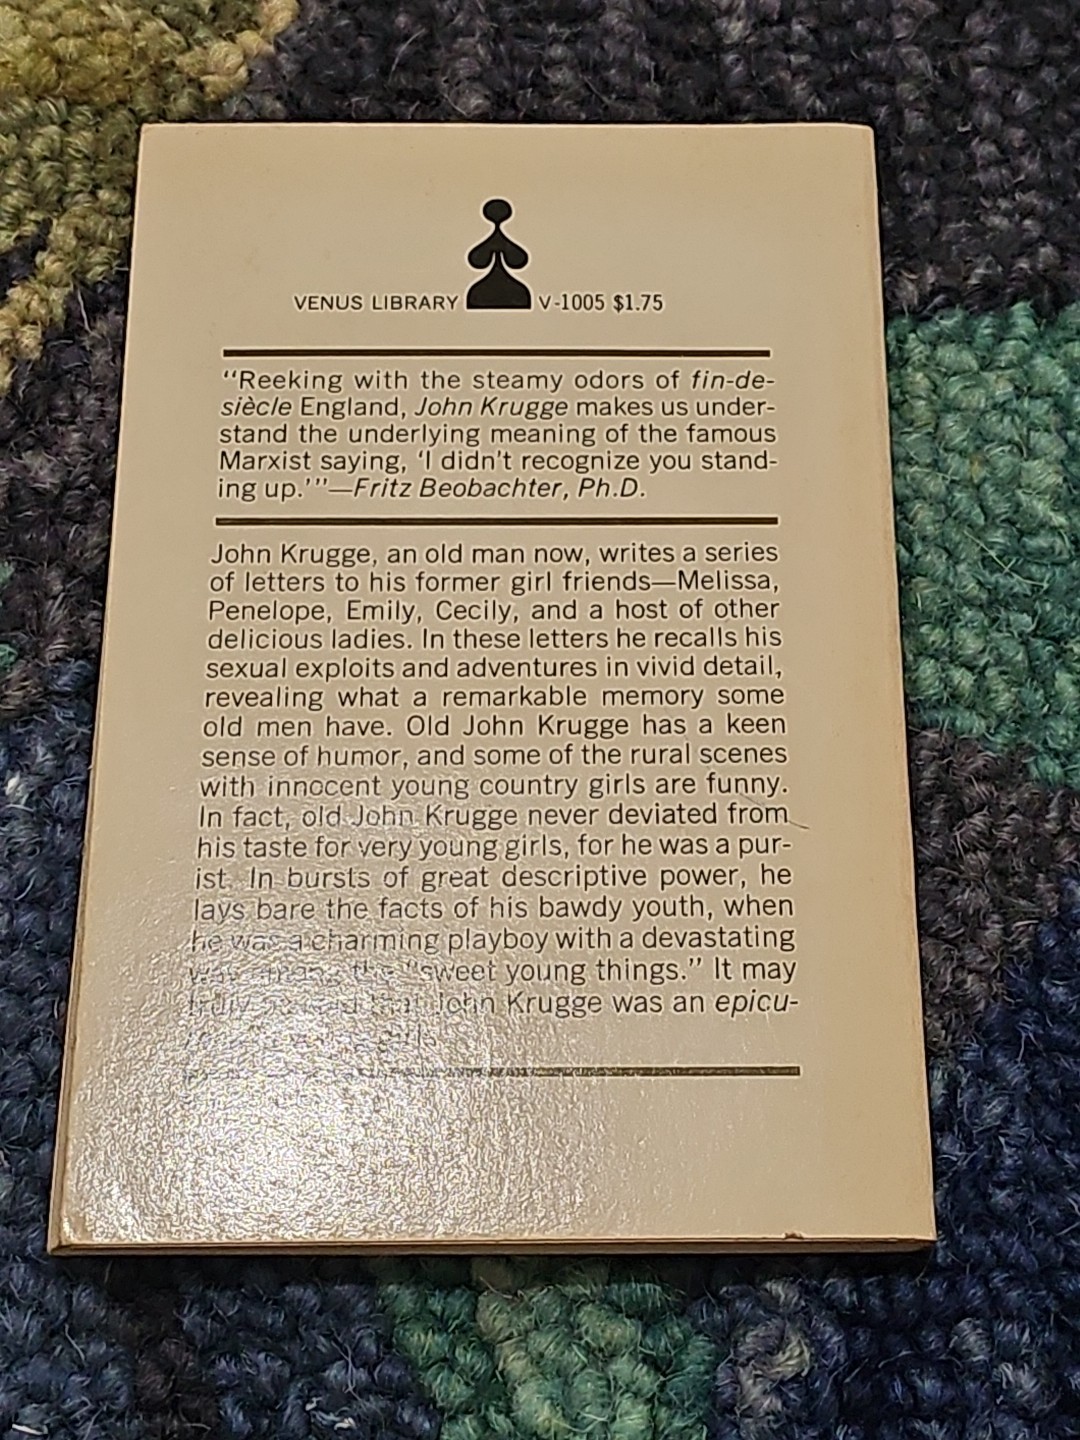 VENUS LIBRARY V-1005 $1.75
"Reeking with the steamy odors of fin-de-
siècle England, John Krugge makes us under-
stand the underlying meaning of the famous
Marxist saying, 'I didn't recognize you stand-
ing up.'"—Fritz Beobachter, Ph.D.
John Krugge, an old man now, writes a series
of letters to his former girl friends—Melissa,
Penelope, Emily, Cecily, and a host of other
delicious ladies. In these letters he recalls his
sexual exploits and adventures in vivid detail,
revealing what a remarkable memory some
old men have. Old John Krugge has a keen
sense of humor, and some of the rural scenes
with innocent young country girls are funny.
In fact, old John Krugge never deviated from
his taste for very young girls, for he was a pur-
ist. In bursts of great descriptive power, he
lays bare the facts of his bawdy youth, when
he was a charming playboy with a devastating
the "sweet young things." It may
John Krugge was an epicu-